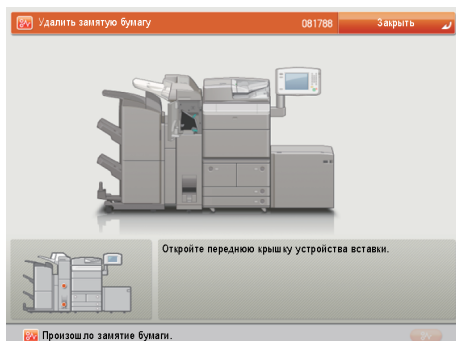 Удалить замятую бумагу 081788 Закрыть
Откройте переднюю крышку устройства вставки.
Произошло замятие бумаги.